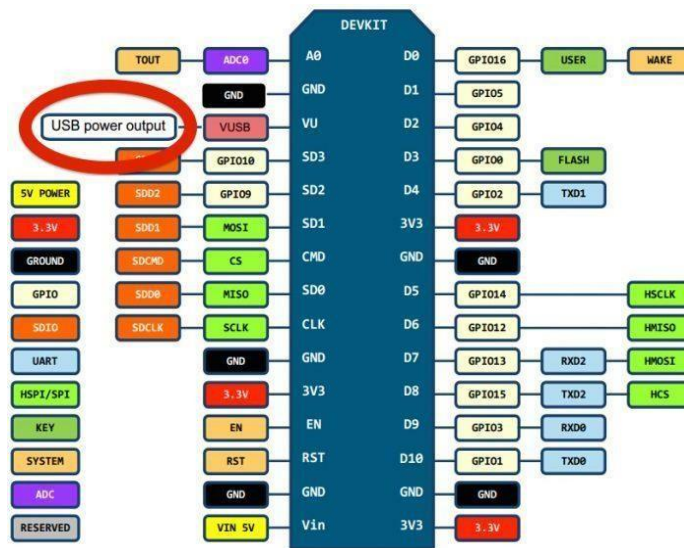 DEVKIT
TOUT ADC0 A0 D0 GPIO16 USER WAKE
GND GND D1 GPIO5
USB power output VUSB VU D2 GPIO4
GPIO10 SD3 D3 GPIO0 FLASH
5V POWER SDD2 GPIO9 SD2 D4 GPIO2 TXD1
3.3V SDD1 MOSI SD1 3V3 3.3V
GROUND SDCMD CS CMD GND GND
GPIO SDD0 MISO SD0 D5 GPIO14 HSCLK
SDIO SDCLK SCLK CLK D6 GPIO12 HMISO
UART GND GND D7 GPIO13 RXD2 HMOSI
HSPI/SPI 3.3V 3V3 D8 GPIO15 TXD2 HCS
KEY EN EN D9 GPIO3 RXD0
SYSTEM RST RST D10 GPIO1 TXD0
ADC GND GND GND GND
RESERVED VIN 5V Vin 3V3 3.3V